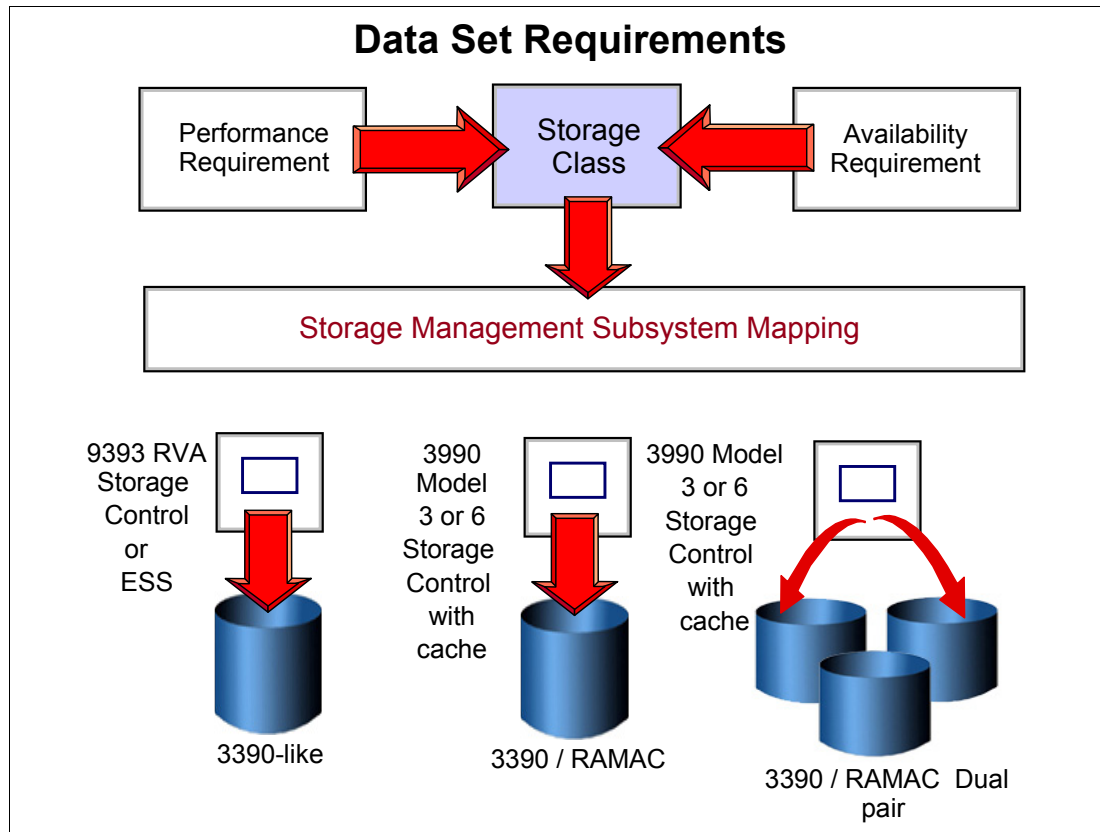 Data Set Requirements
Performance
Requirement
Storage
Class
Availability
Requirement
Storage Management Subsystem Mapping
9393 RVA
Storage
Control
or
ESS
3390-like
3990
Model
3 or 6
Storage
Control
with
cache
3390 / RAMAC
3990 Model
3 or 6
Storage
Control
with
cache
3390 / RAMAC Dual
pair